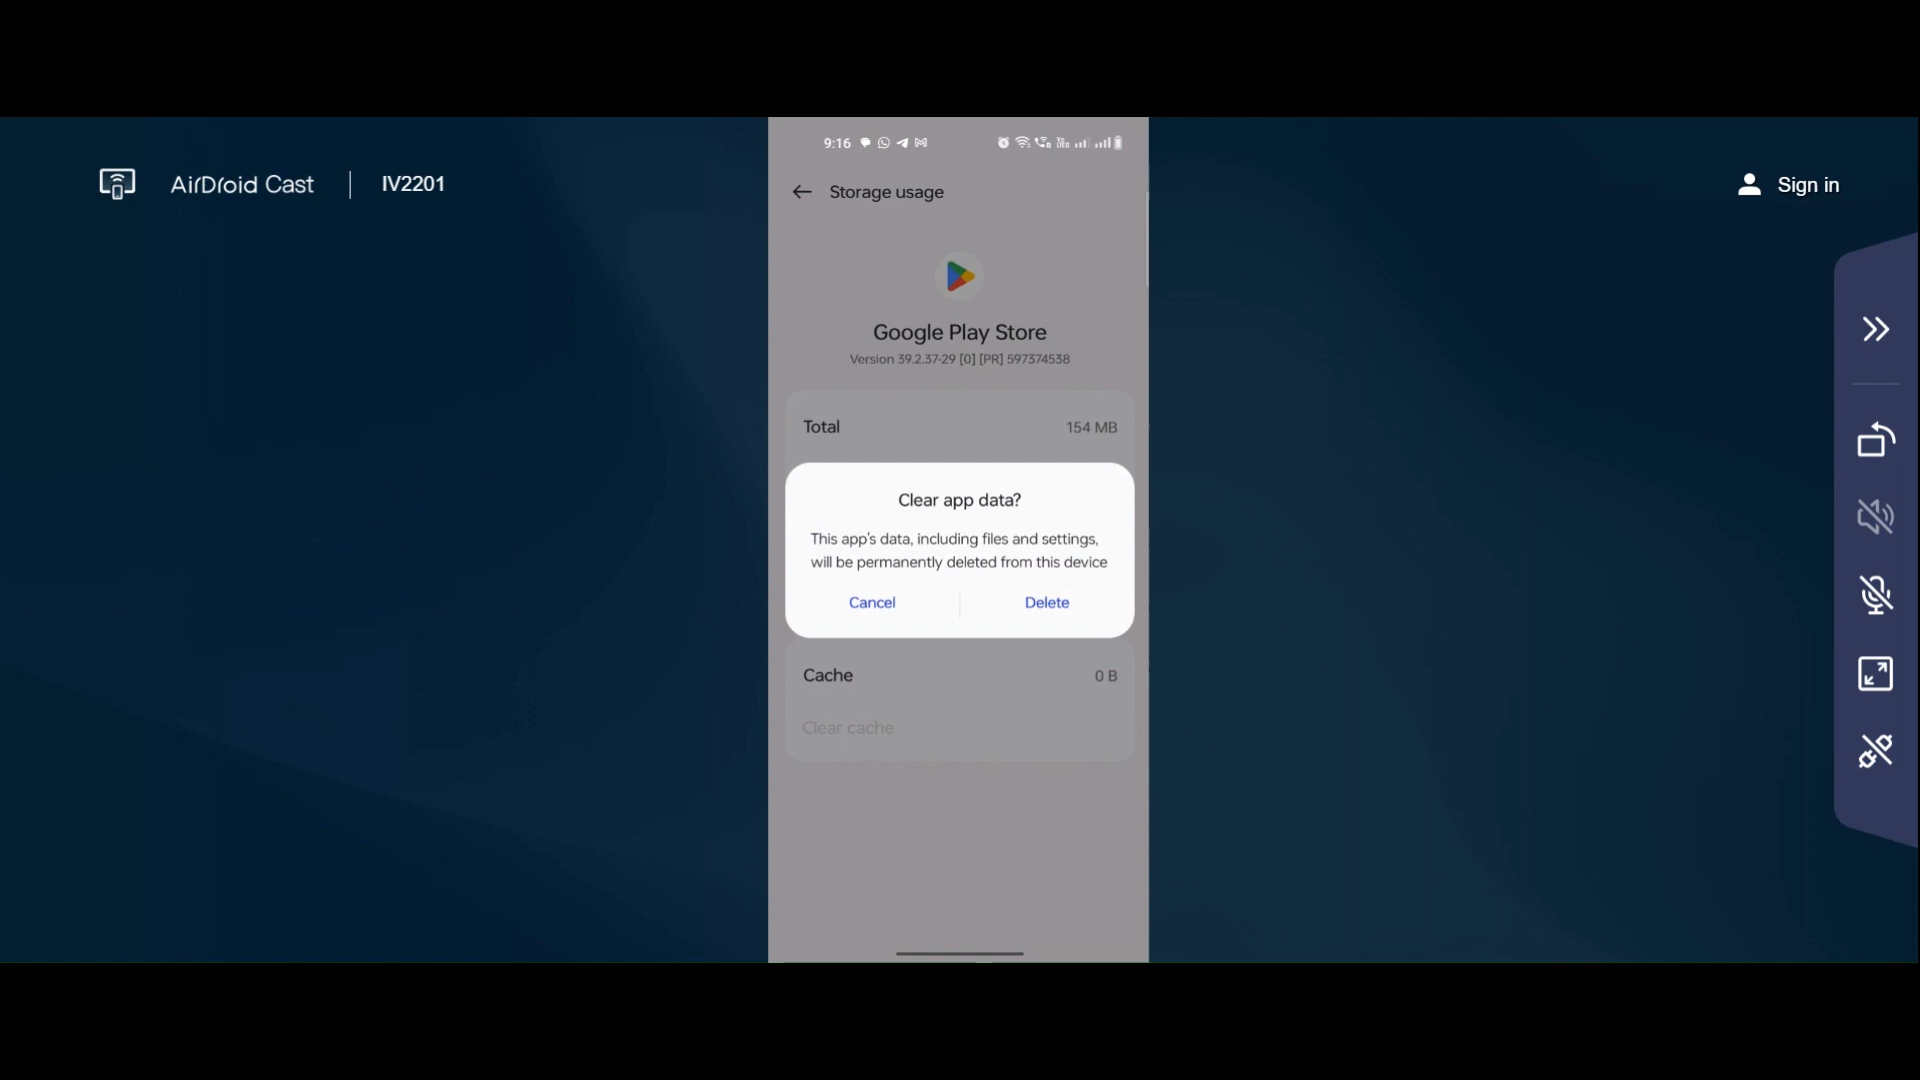 9:16
AirDroid Cast | IV2201
Sign in
Storage usage
Google Play Store
Version 39.2.37-29 [0] [PR] 597374538
Total 154 MB
Clear app data?
This app's data, including files and settings,
will be permanently deleted from this device
Cancel Delete
Cache 0 B
Clear cache